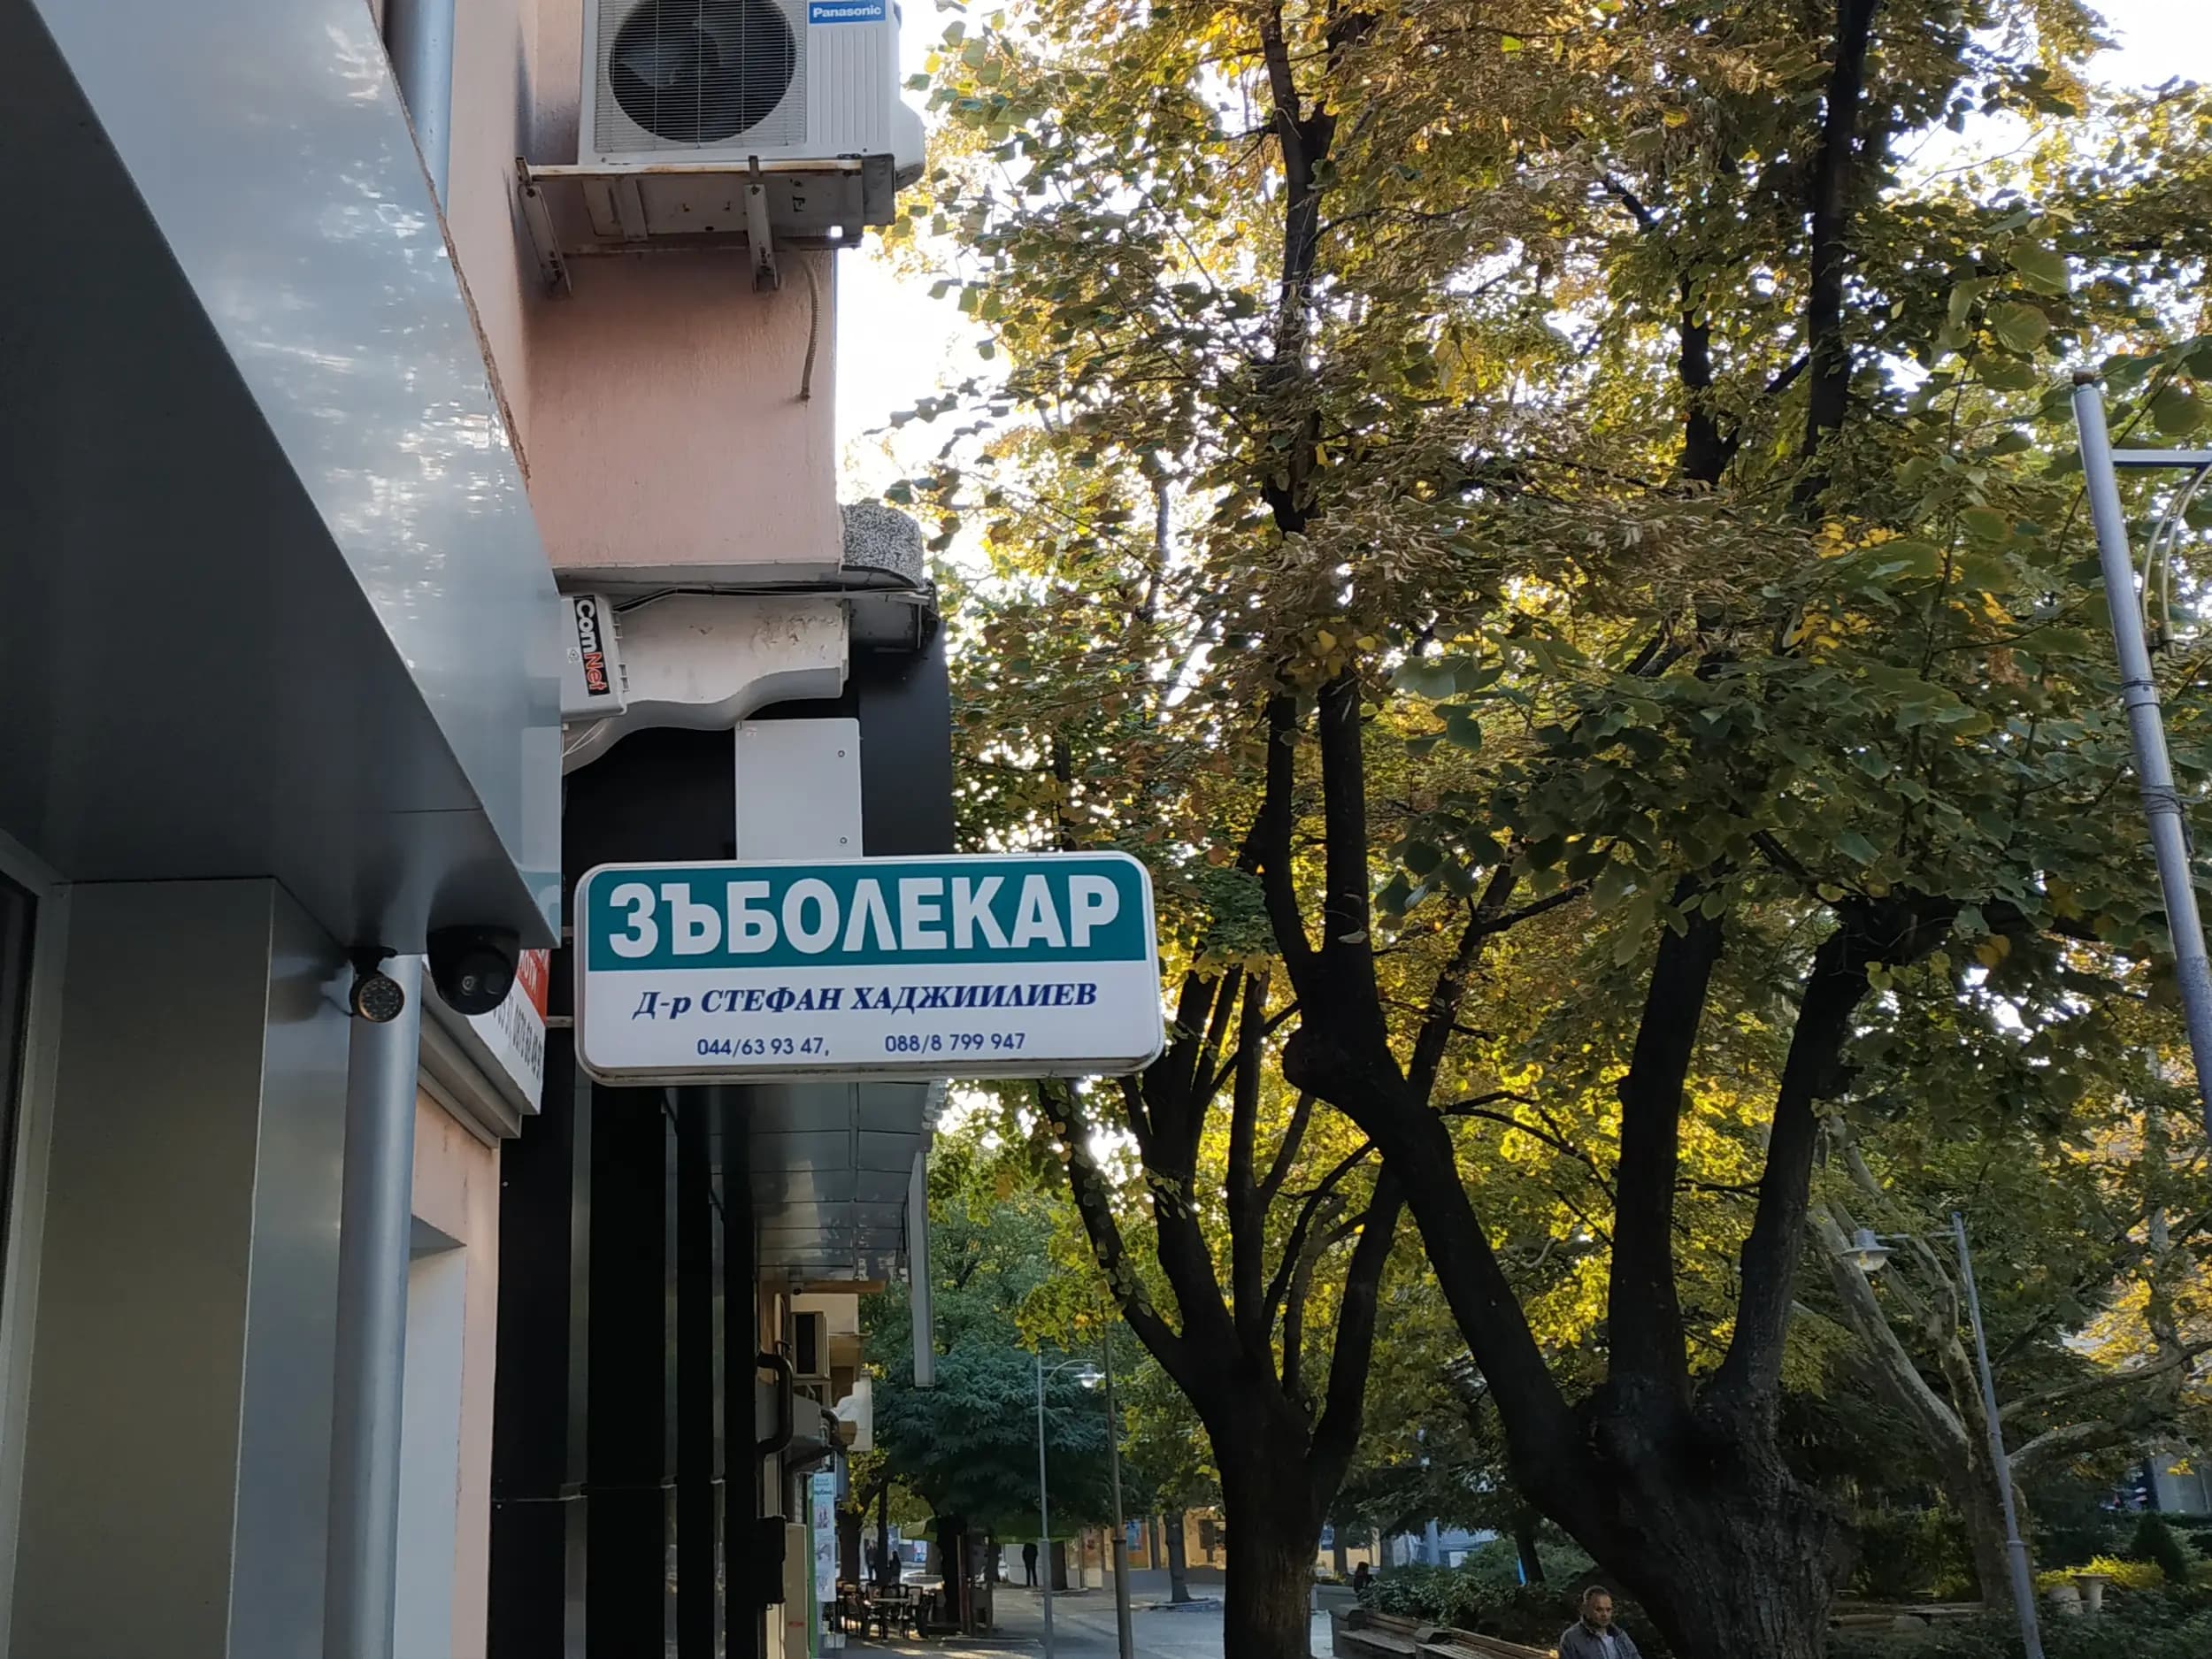 Panasonic
ComNet
ЗЪБОЛЕКАР
Д-р СТЕФАН ХАДЖИИЛИЕВ
044/63 93 47, 088/8 799 947